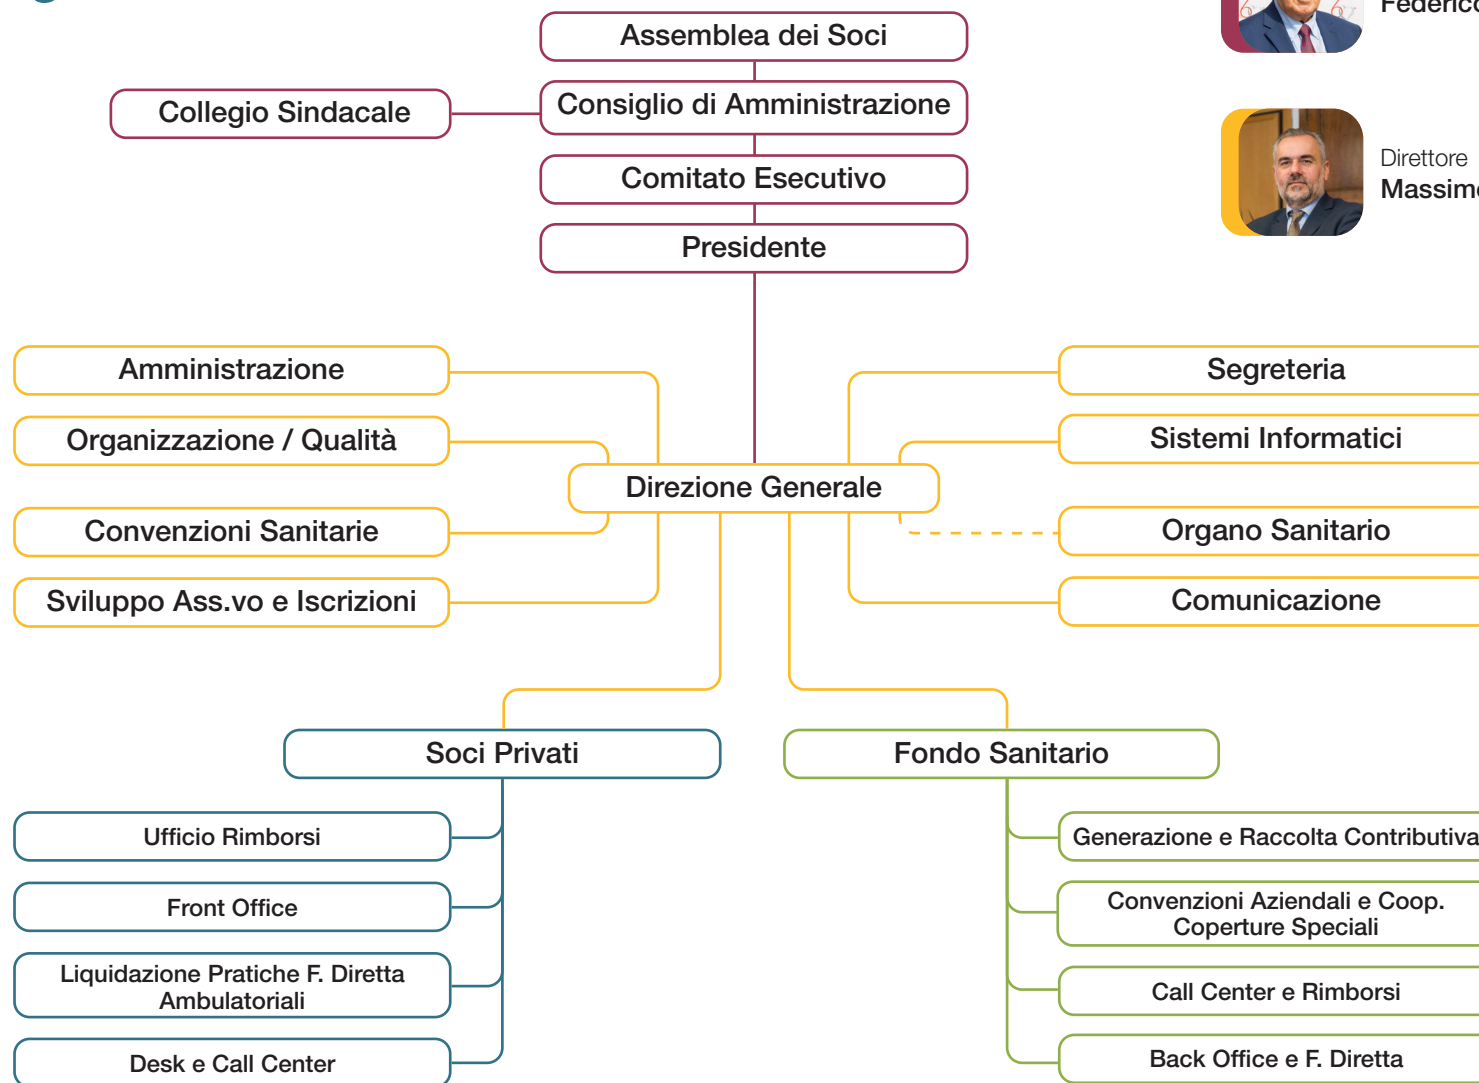 Assemblea dei Soci
Collegio Sindacale
Consiglio di Amministrazione
Comitato Esecutivo
Presidente
Direttore
Amministrazione
Segreteria
Organizzazione / Qualità
Sistemi Informatici
Direzione Generale
Convenzioni Sanitarie
Organo Sanitario
Sviluppo Ass.vo e Iscrizioni
Comunicazione
Soci Privati
Fondo Sanitario
Ufficio Rimborsi
Generazione e Raccolta Contributiva
Front Office
Convenzioni Aziendali e Coop.
Coperture Speciali
Liquidazione Pratiche F. Diretta
Ambulatoriali
Call Center e Rimborsi
Desk e Call Center
Back Office e F. Diretta